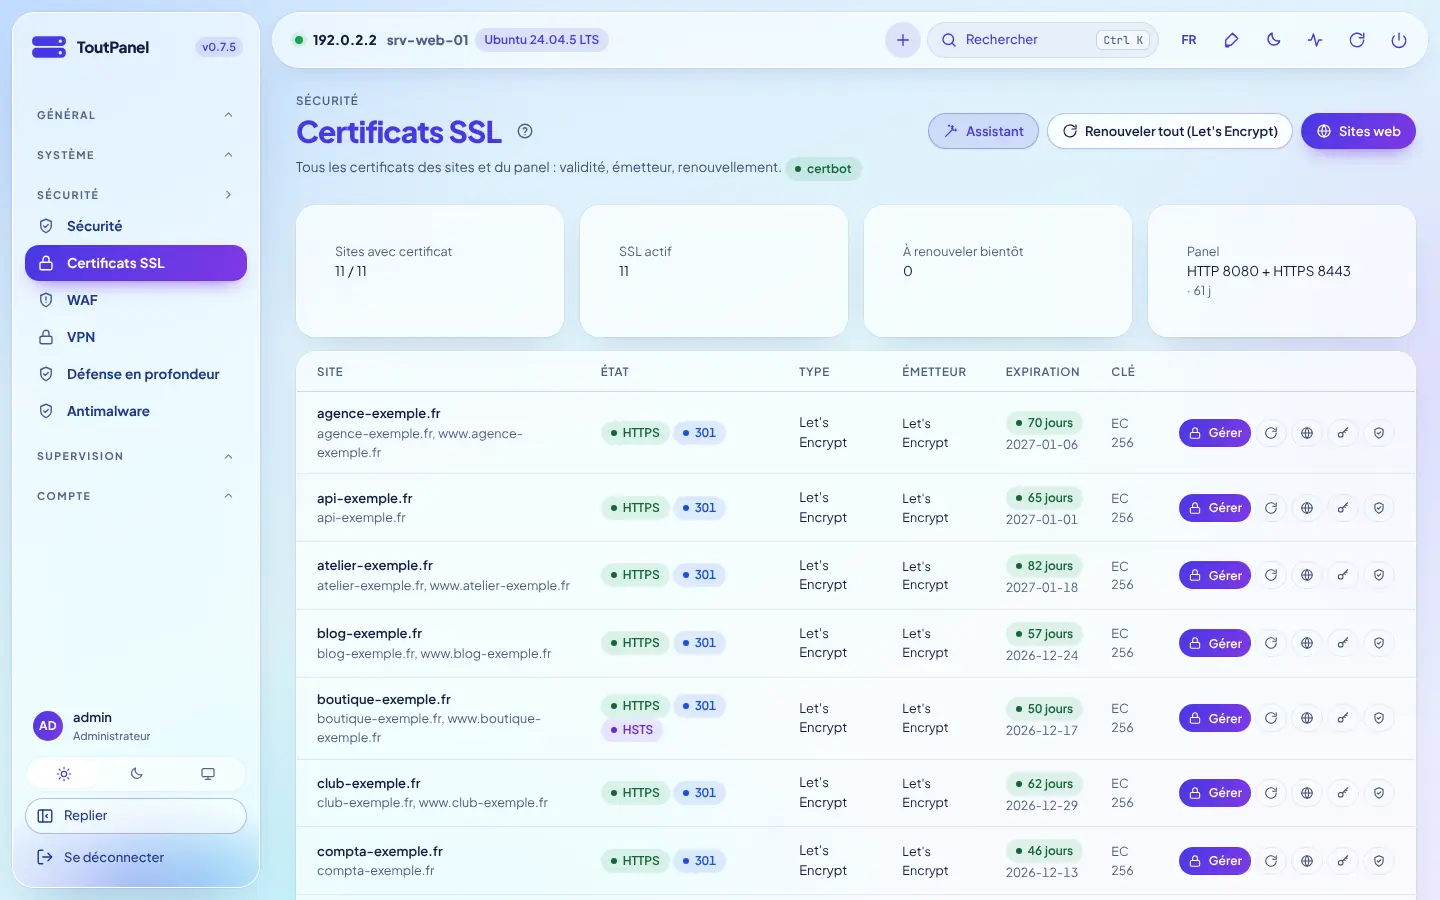 ToutPanel
v0.7.5
GÉNÉRAL
SYSTÈME
SÉCURITÉ
Sécurité
Certificats SSL
WAF
VPN
Défense en profondeur
Antimalware
SUPERVISION
COMPTE
AD
admin
Administrateur
Replier
Se déconnecter
192.0.2.2 srv-web-01 Ubuntu 24.04.5 LTS
Rechercher Ctrl K
FR
SÉCURITÉ
Certificats SSL
Tous les certificats des sites et du panel : validité, émetteur, renouvellement. certbot
Assistant
Renouveler tout (Let's Encrypt)
Sites web
Sites avec certificat
11 / 11
SSL actif
11
À renouveler bientôt
0
Panel
HTTP 8080 + HTTPS 8443
· 61 j
SITE ÉTAT TYPE ÉMETTEUR EXPIRATION CLÉ
agence-exemple.fr
agence-exemple.fr, www.agence-
exemple.fr
HTTPS 301
Let's
Encrypt
Let's
Encrypt
70 jours
2027-01-06
EC
256
Gérer
api-exemple.fr
api-exemple.fr
HTTPS 301
Let's
Encrypt
Let's
Encrypt
65 jours
2027-01-01
EC
256
Gérer
atelier-exemple.fr
atelier-exemple.fr, www.atelier-exemple.fr
HTTPS 301
Let's
Encrypt
Let's
Encrypt
82 jours
2027-01-18
EC
256
Gérer
blog-exemple.fr
blog-exemple.fr, www.blog-exemple.fr
HTTPS 301
Let's
Encrypt
Let's
Encrypt
57 jours
2026-12-24
EC
256
Gérer
boutique-exemple.fr
boutique-exemple.fr, www.boutique-
exemple.fr
HTTPS 301
HSTS
Let's
Encrypt
Let's
Encrypt
50 jours
2026-12-17
EC
256
Gérer
club-exemple.fr
club-exemple.fr, www.club-exemple.fr
HTTPS 301
Let's
Encrypt
Let's
Encrypt
62 jours
2026-12-29
EC
256
Gérer
compta-exemple.fr
compta-exemple.fr
HTTPS 301
Let's
Encrypt
Let's
Encrypt
46 jours
2026-12-13
EC
256
Gérer